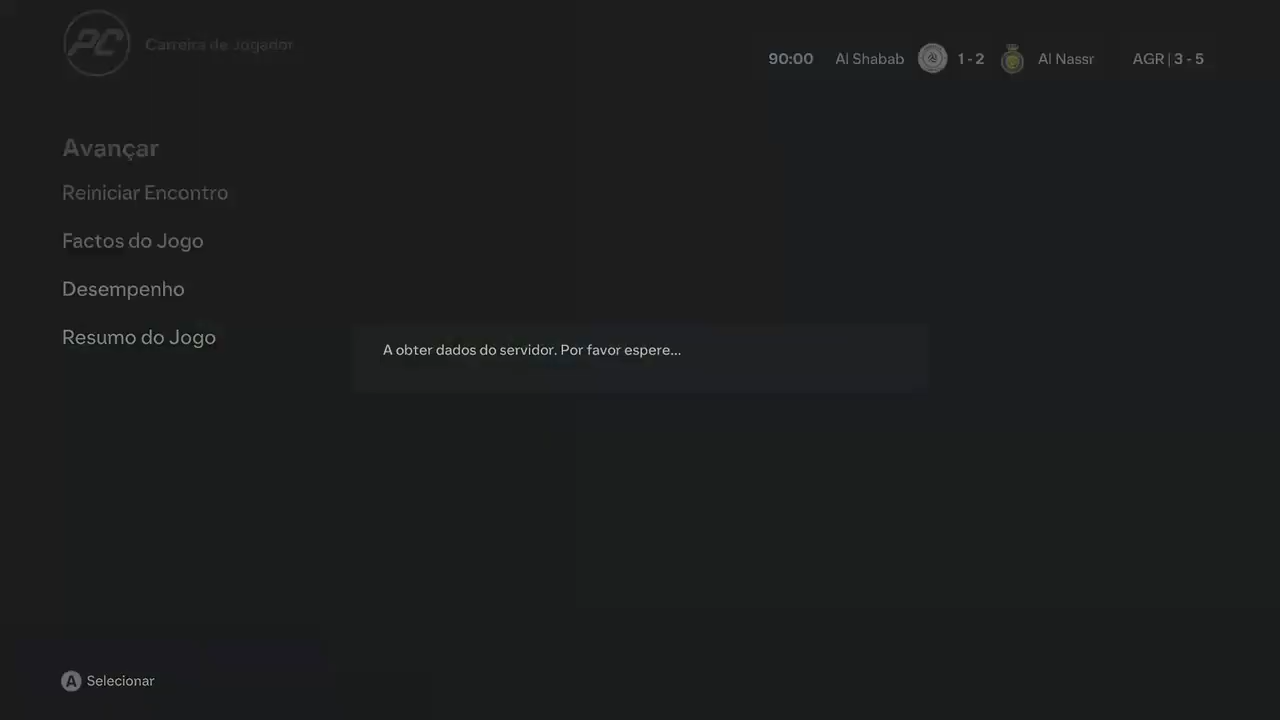 PC Carreira de Jogador
90:00 Al Shabab 1 - 2 Al Nassr AGR | 3 - 5
Avançar
Reiniciar Encontro
Factos do Jogo
Desempenho
Resumo do Jogo
A obter dados do servidor. Por favor espere...
A Selecionar